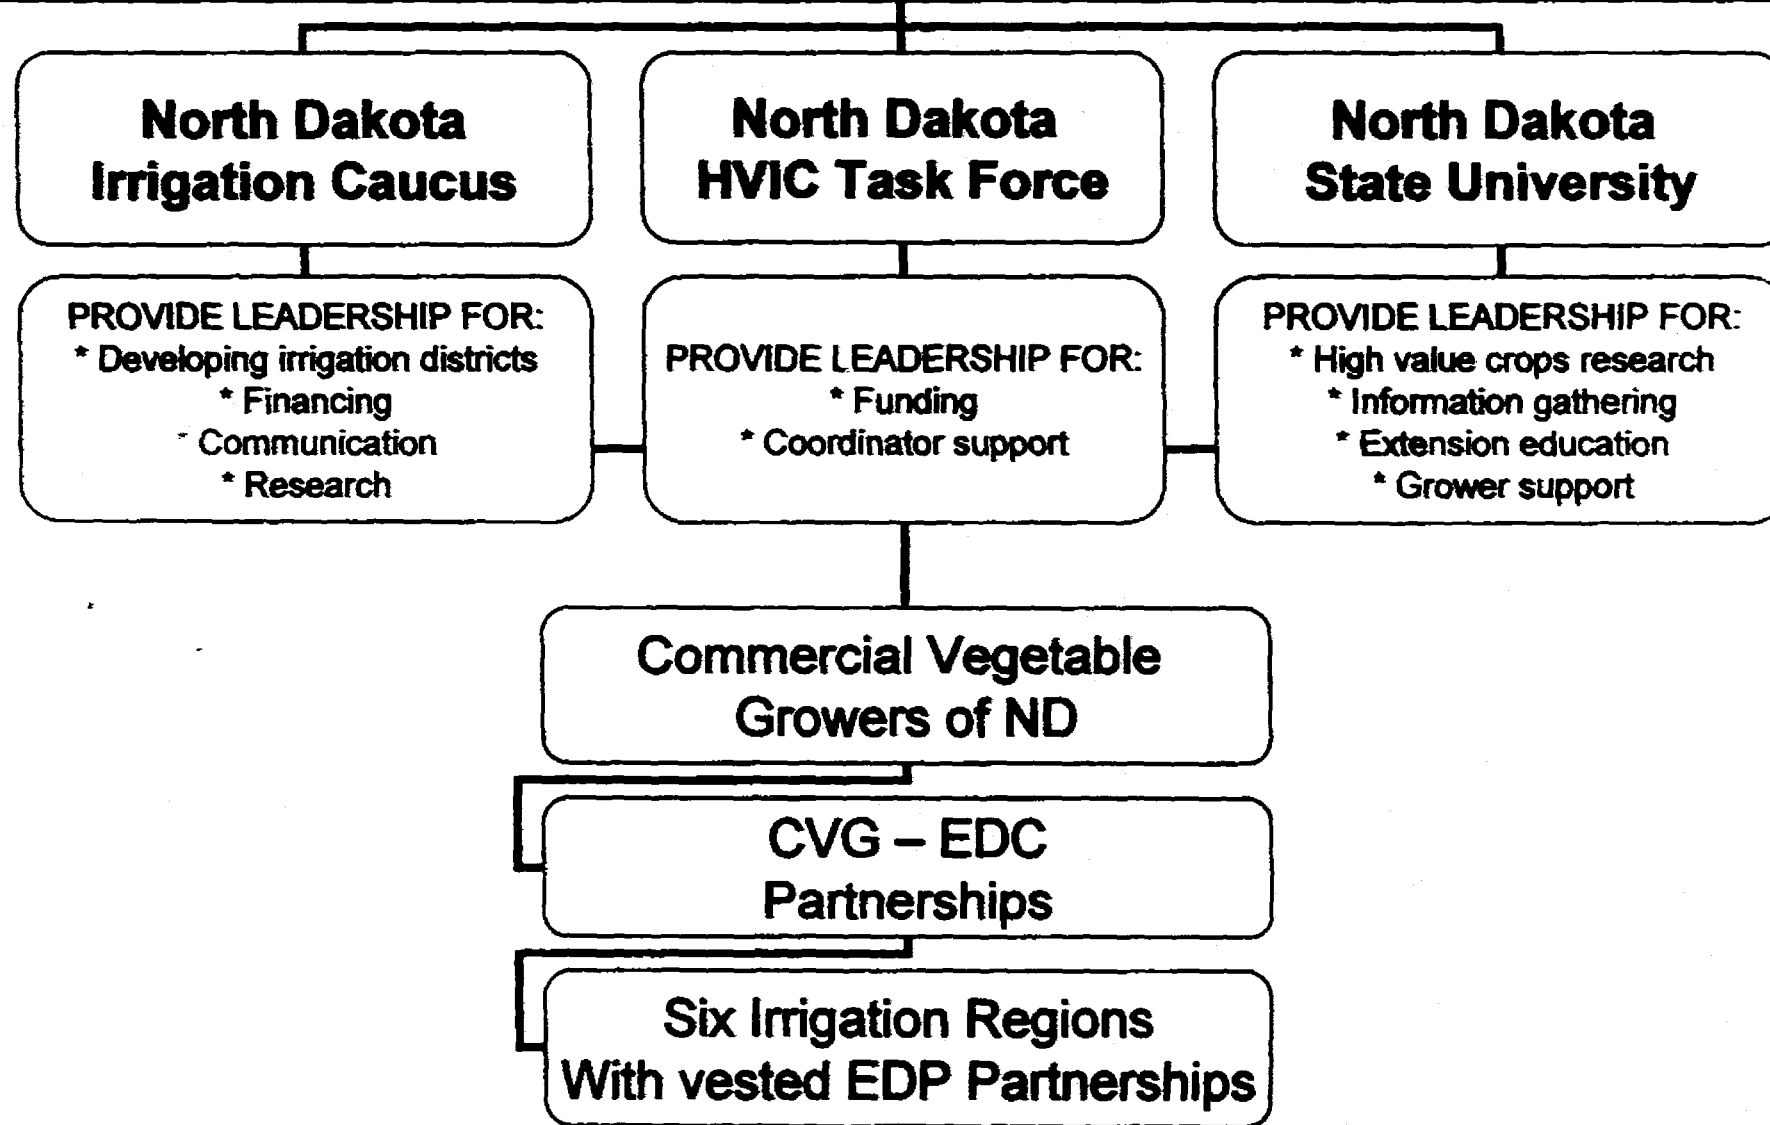 North Dakota
Irrigation Caucus
North Dakota
HVIC Task Force
North Dakota
State University
PROVIDE LEADERSHIP FOR:
* Developing irrigation districts
* Financing
* Communication
* Research
PROVIDE LEADERSHIP FOR:
* Funding
* Coordinator support
PROVIDE LEADERSHIP FOR:
* High value crops research
* Information gathering
* Extension education
* Grower support
Commercial Vegetable
Growers of ND
CVG – EDC
Partnerships
Six Irrigation Regions
With vested EDP Partnerships